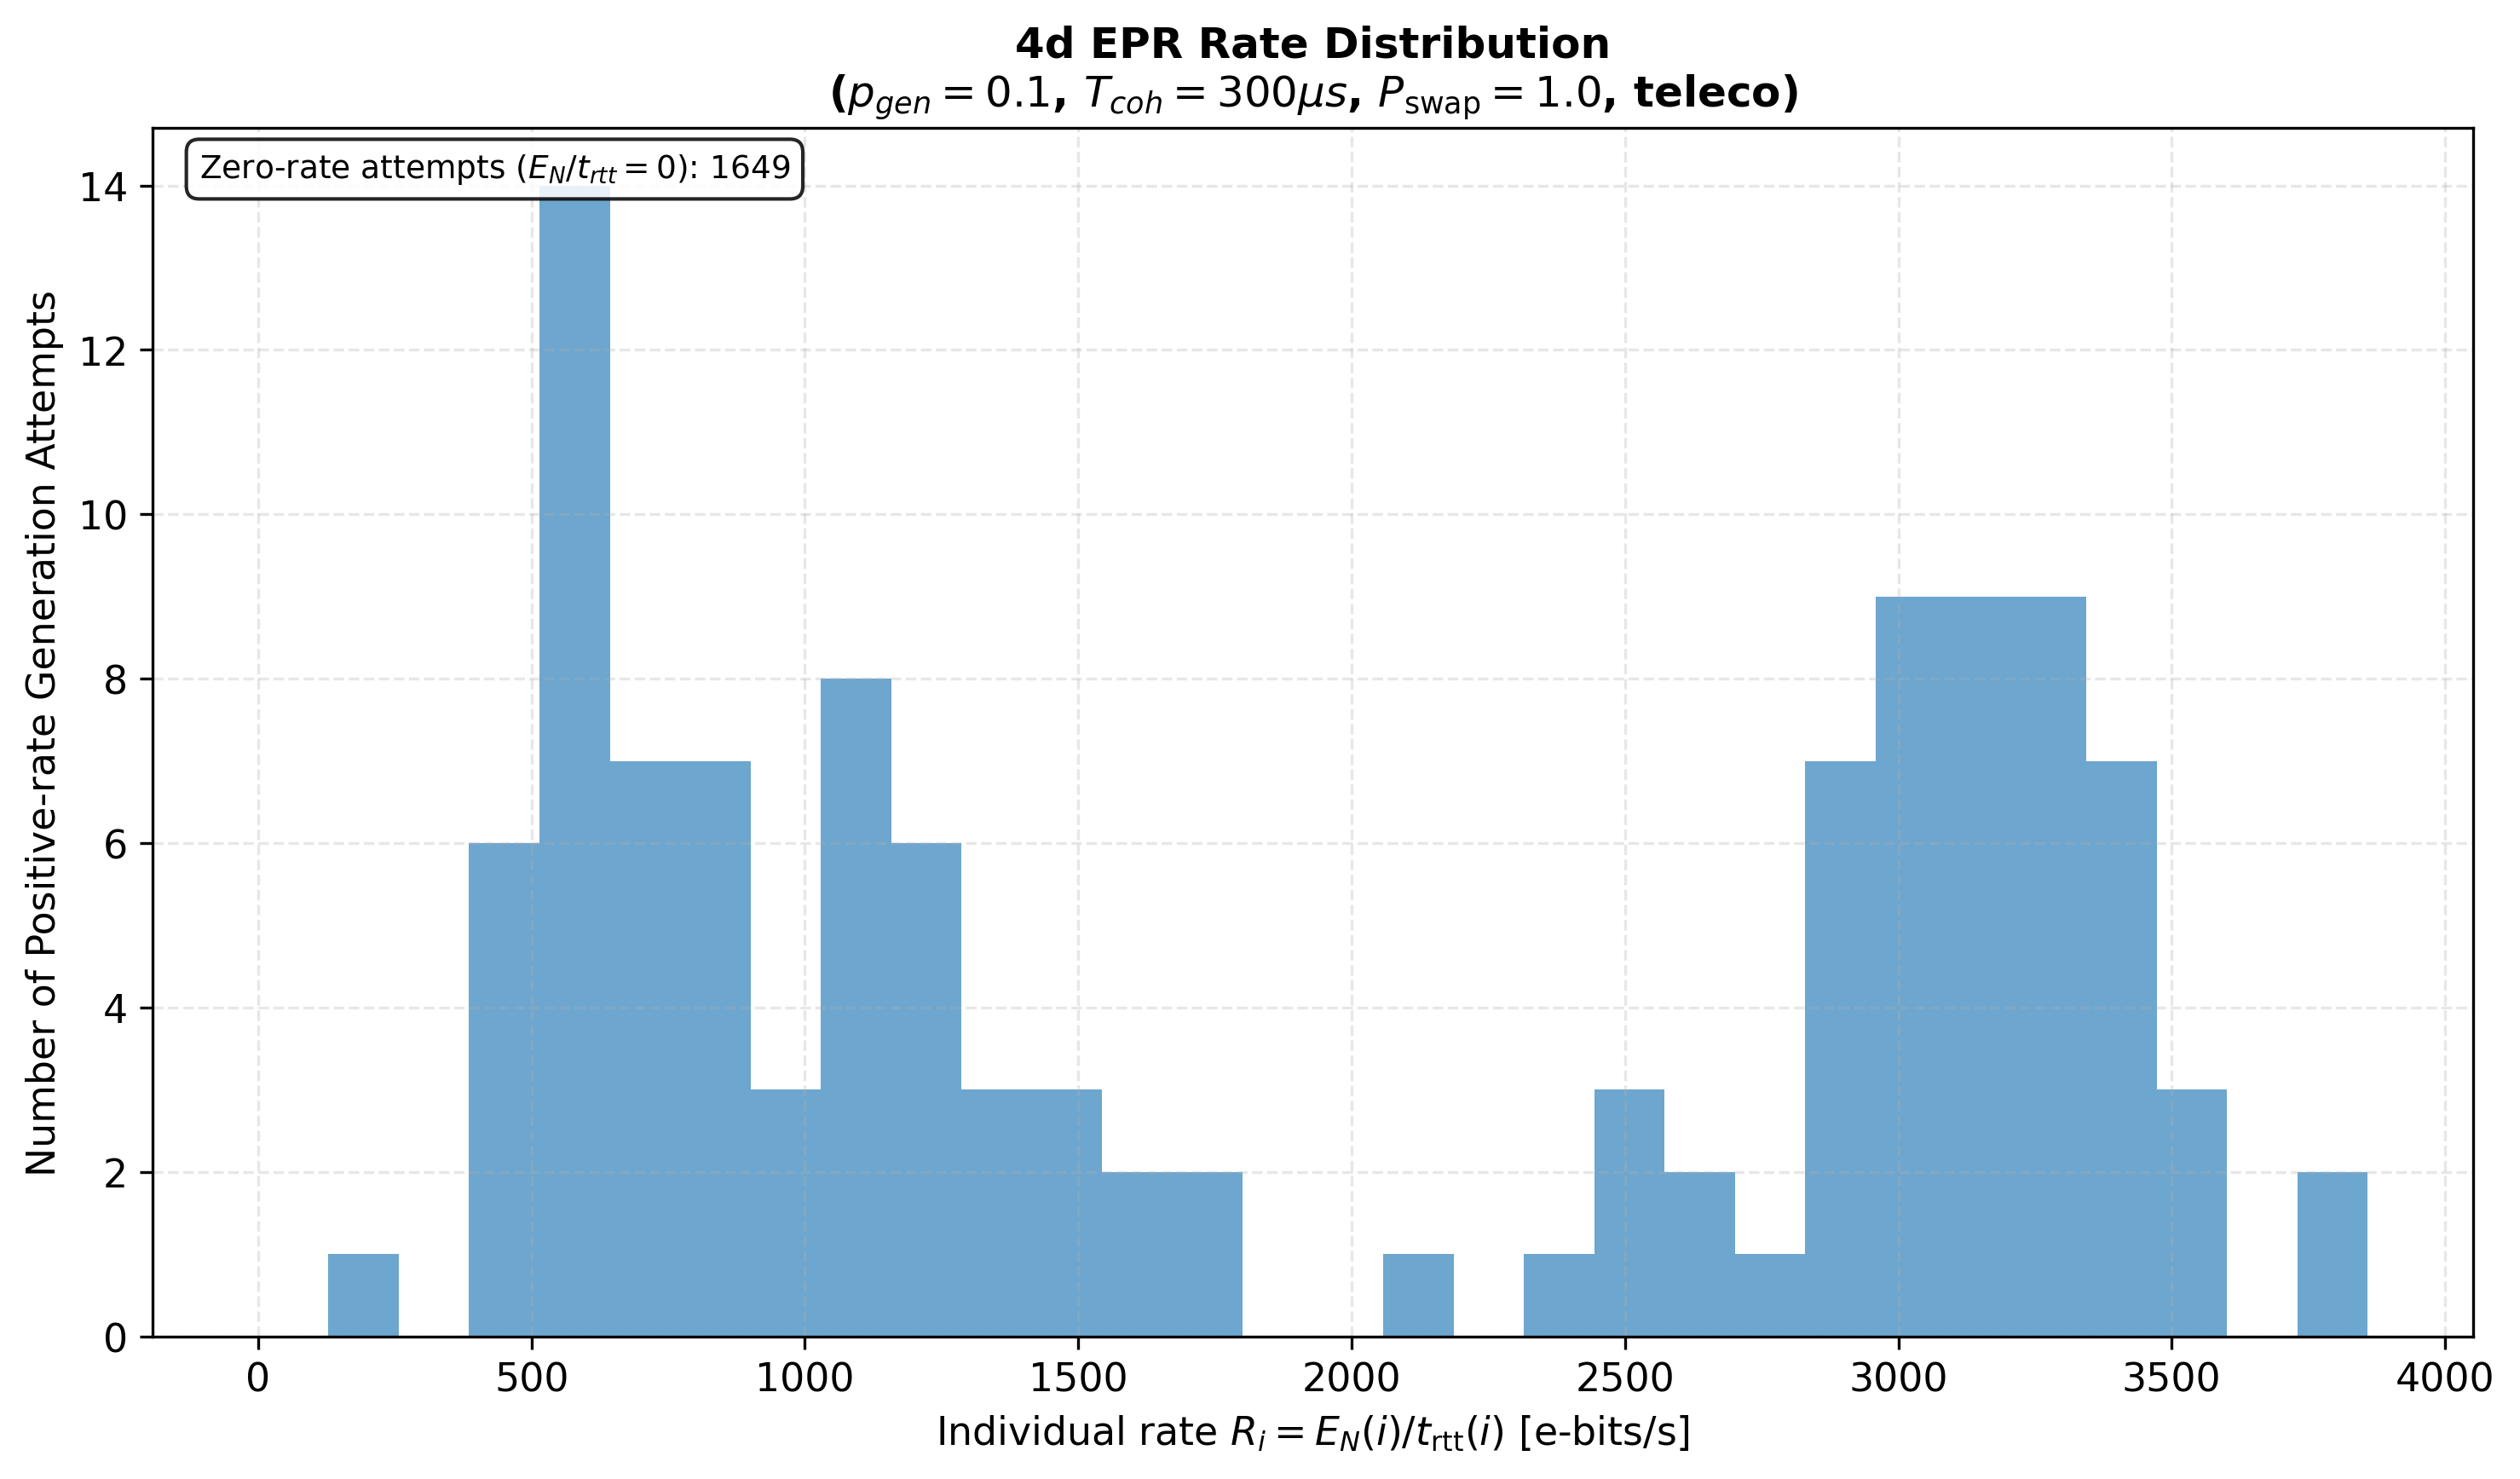 4d EPR Rate Distribution
(p_gen = 0.1, T_coh = 300μs, P_swap = 1.0, teleco)
Zero-rate attempts (E_N/t_rtt = 0): 1649
Number of Positive-rate Generation Attempts
14
12
10
8
6
4
2
0
0 500 1000 1500 2000 2500 3000 3500 4000
Individual rate R_i = E_N(i)/t_rtt(i) [e-bits/s]